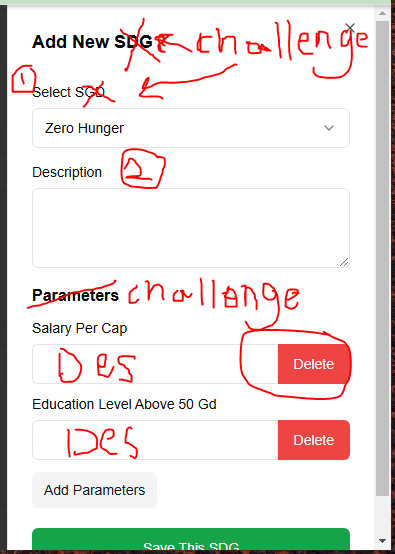 Add New SDG challenge
1
Select SGD
Zero Hunger
Description 2
Parameters challange
Salary Per Cap
Des Delete
Education Level Above 50 Gd
Des Delete
Add Parameters
Save This SDG